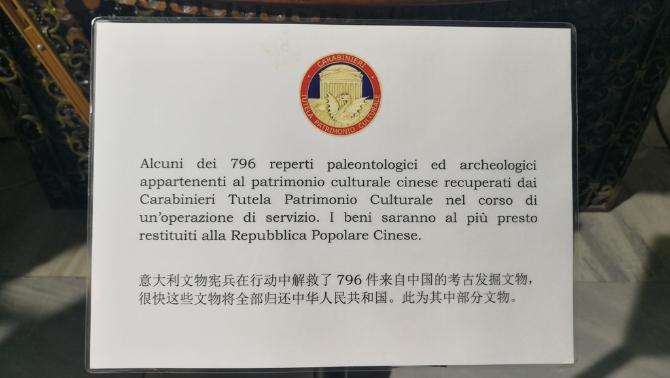 CARABINIERI
TUTELA PATRIMONIO CULTURALE
Alcuni dei 796 reperti paleontologici ed archeologici
appartenenti al patrimonio culturale cinese recuperati dai
Carabinieri Tutela Patrimonio Culturale nel corso di
un'operazione di servizio. I beni saranno al più presto
restituiti alla Repubblica Popolare Cinese.
意大利文物宪兵在行动中解救了 796 件来自中国的考古发掘文物，
很快这些文物将全部归还中华人民共和国。此为其中部分文物。